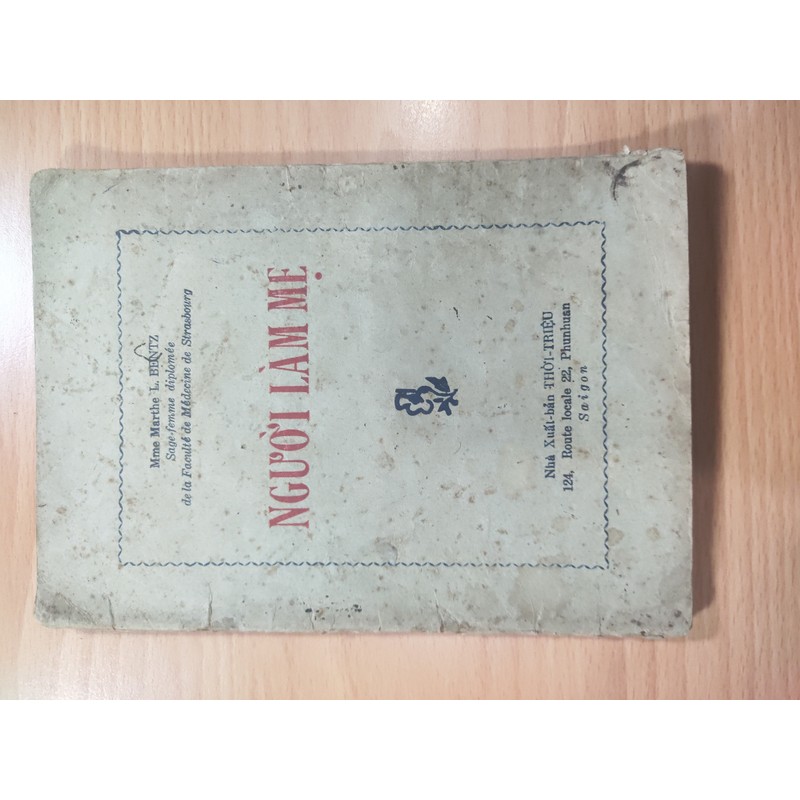 Mme Marthe L. BENTZ
Sage-femme diplômée
de la Faculté de Médecine de Strasbourg
NGƯỜI LÀM MẸ
Nhà Xuất-bản THỜI-TRIỆU
124, Route locale 22, Phunhuan
Saigon